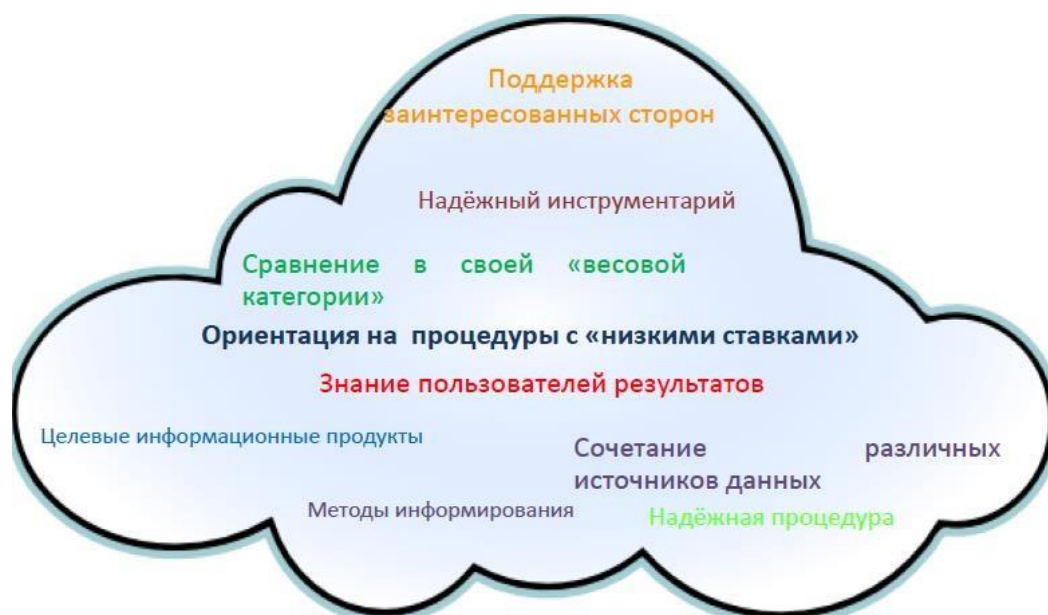 Поддержка
заинтересованных сторон
Надёжный инструментарий
Сравнение в своей «весовой
категории»
Ориентация на процедуры с «низкими ставками»
Знание пользователей результатов
Целевые информационные продукты
Сочетание различных
источников данных
Методы информирования
Надёжная процедура